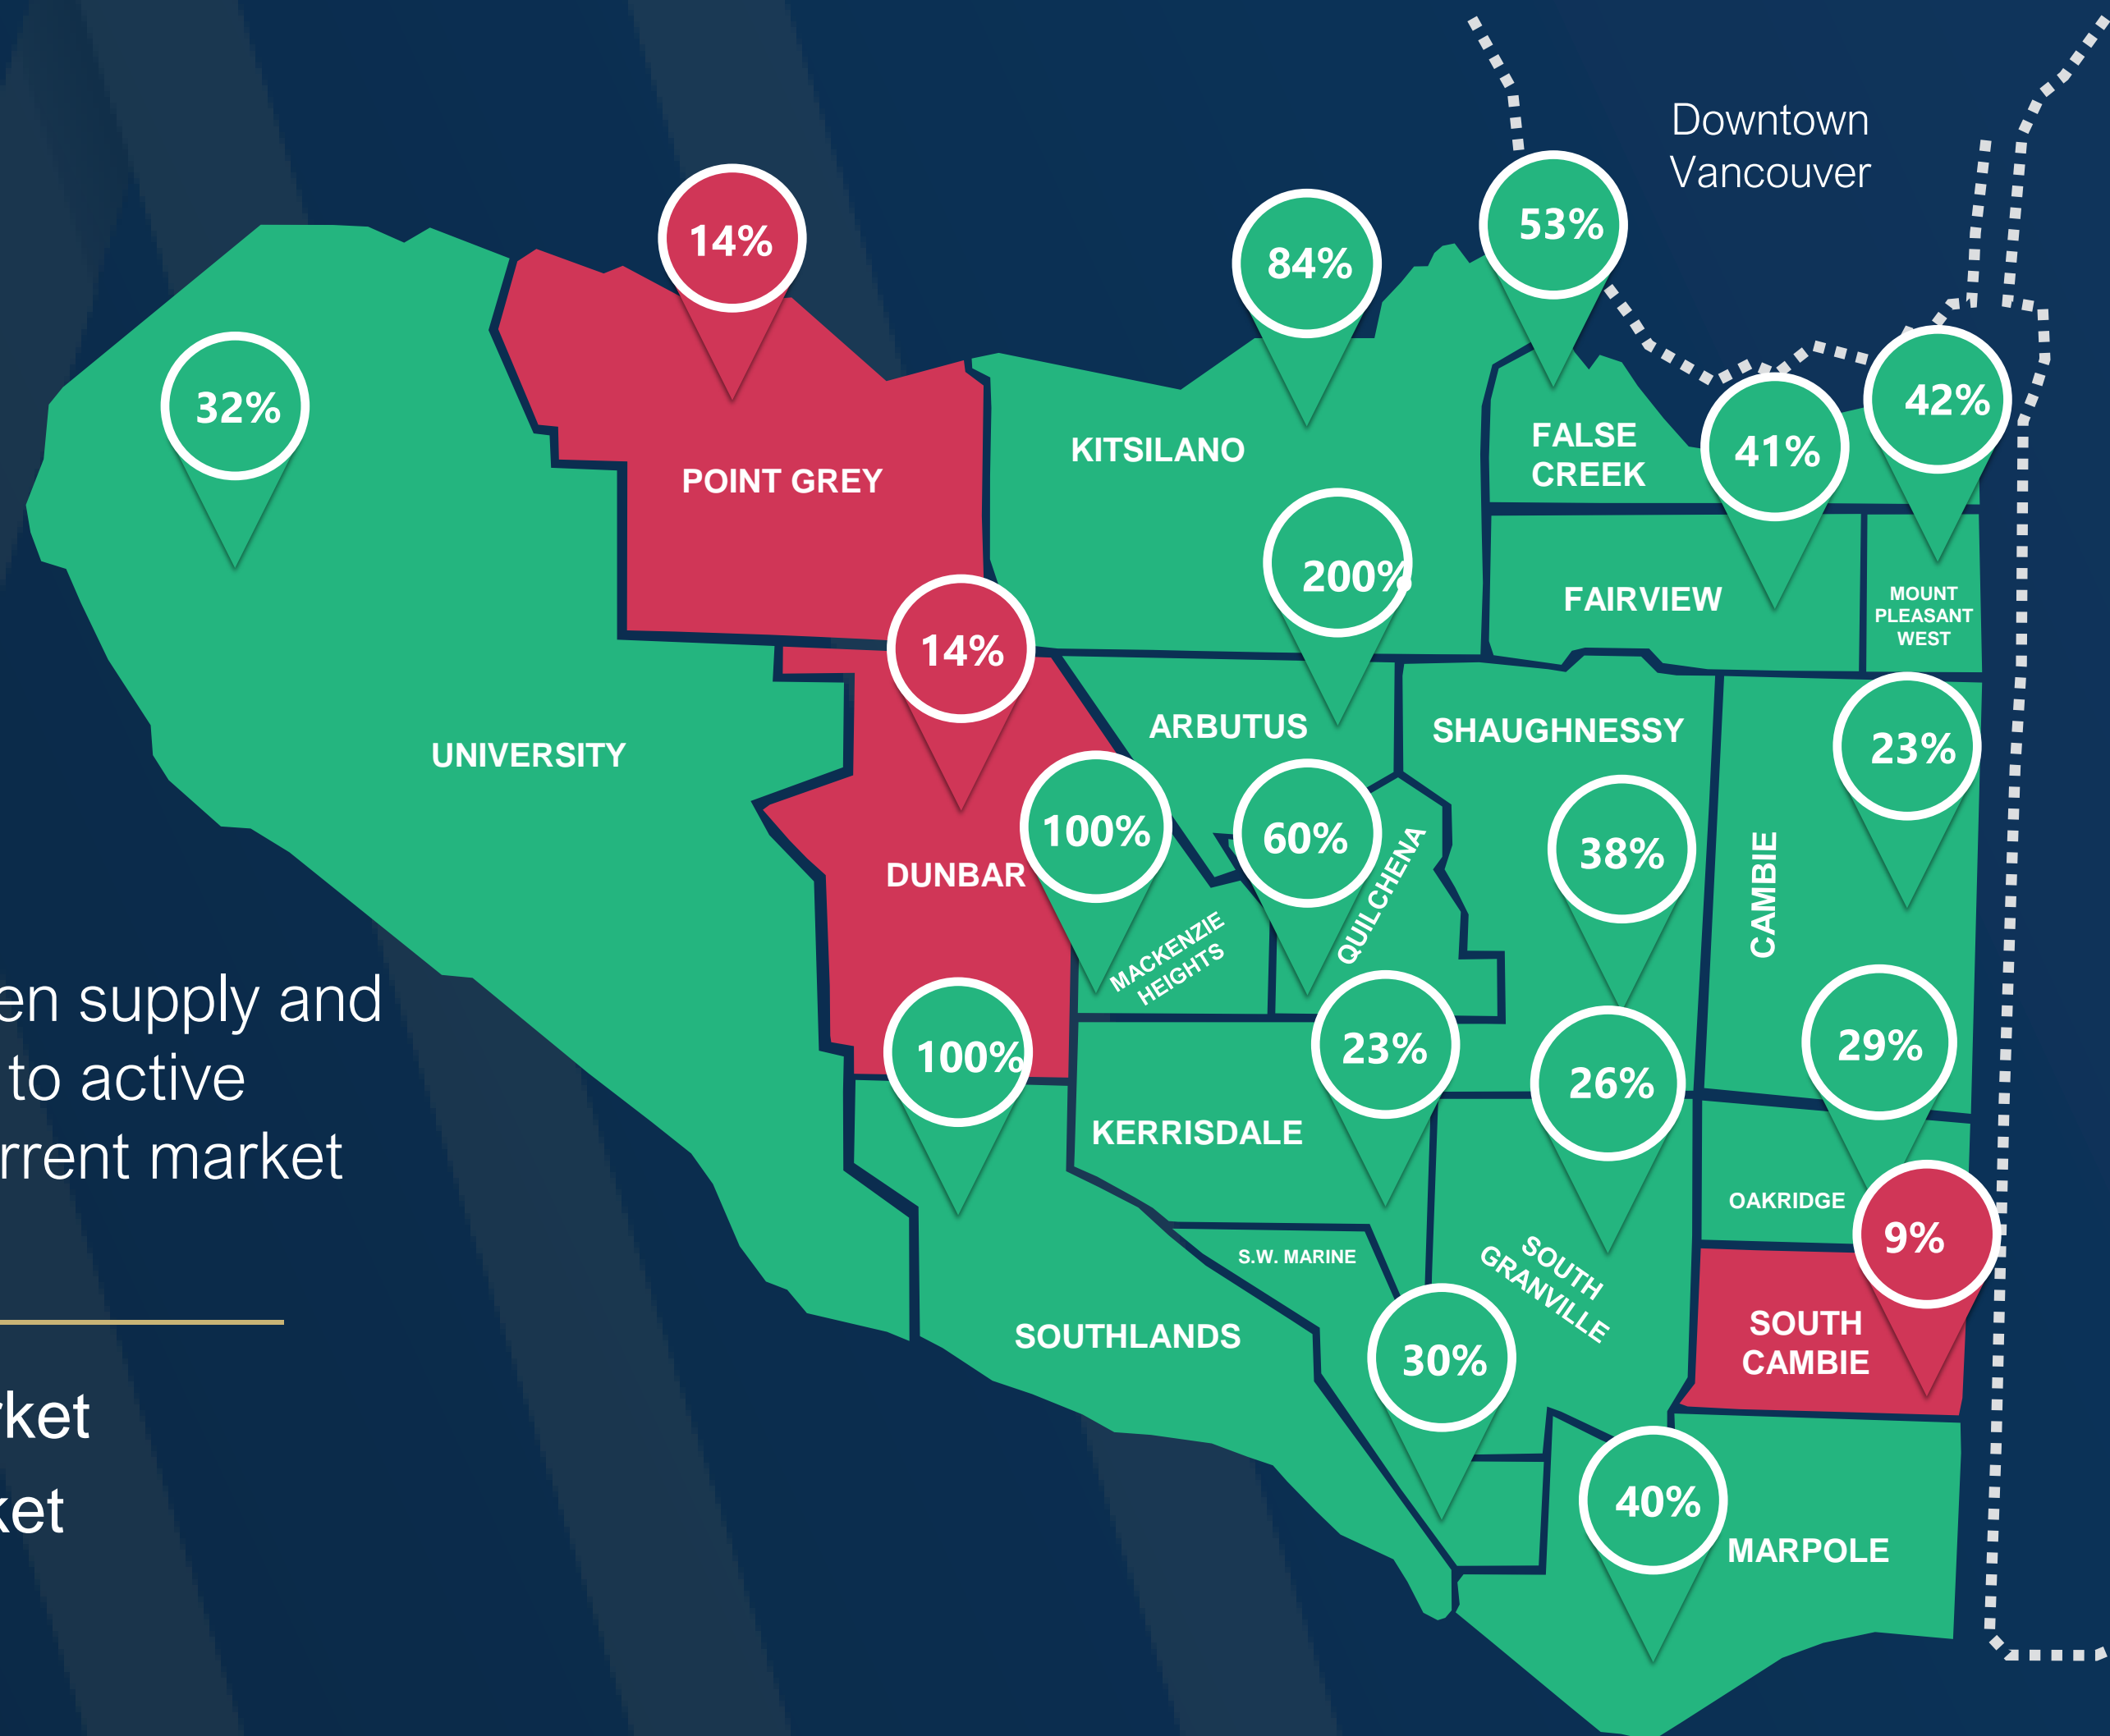 Downtown
Vancouver
14%
84%
53%
32%
42%
41%
KITSILANO
FALSE
CREEK
POINT GREY
200%
FAIRVIEW
MOUNT
PLEASANT
WEST
14%
ARBUTUS
SHAUGHNESSY
UNIVERSITY
23%
100%
60%
38%
DUNBAR
QUILCHENA
CAMBIE
MACKENZIE
HEIGHTS
en supply and
100%
23%
29%
to active
26%
KERRISDALE
rrent market
OAKRIDGE
9%
S.W. MARINE
SOUTH
GRANVILLE
SOUTHLANDS
SOUTH
CAMBIE
30%
rket
40%
ket
MARPOLE